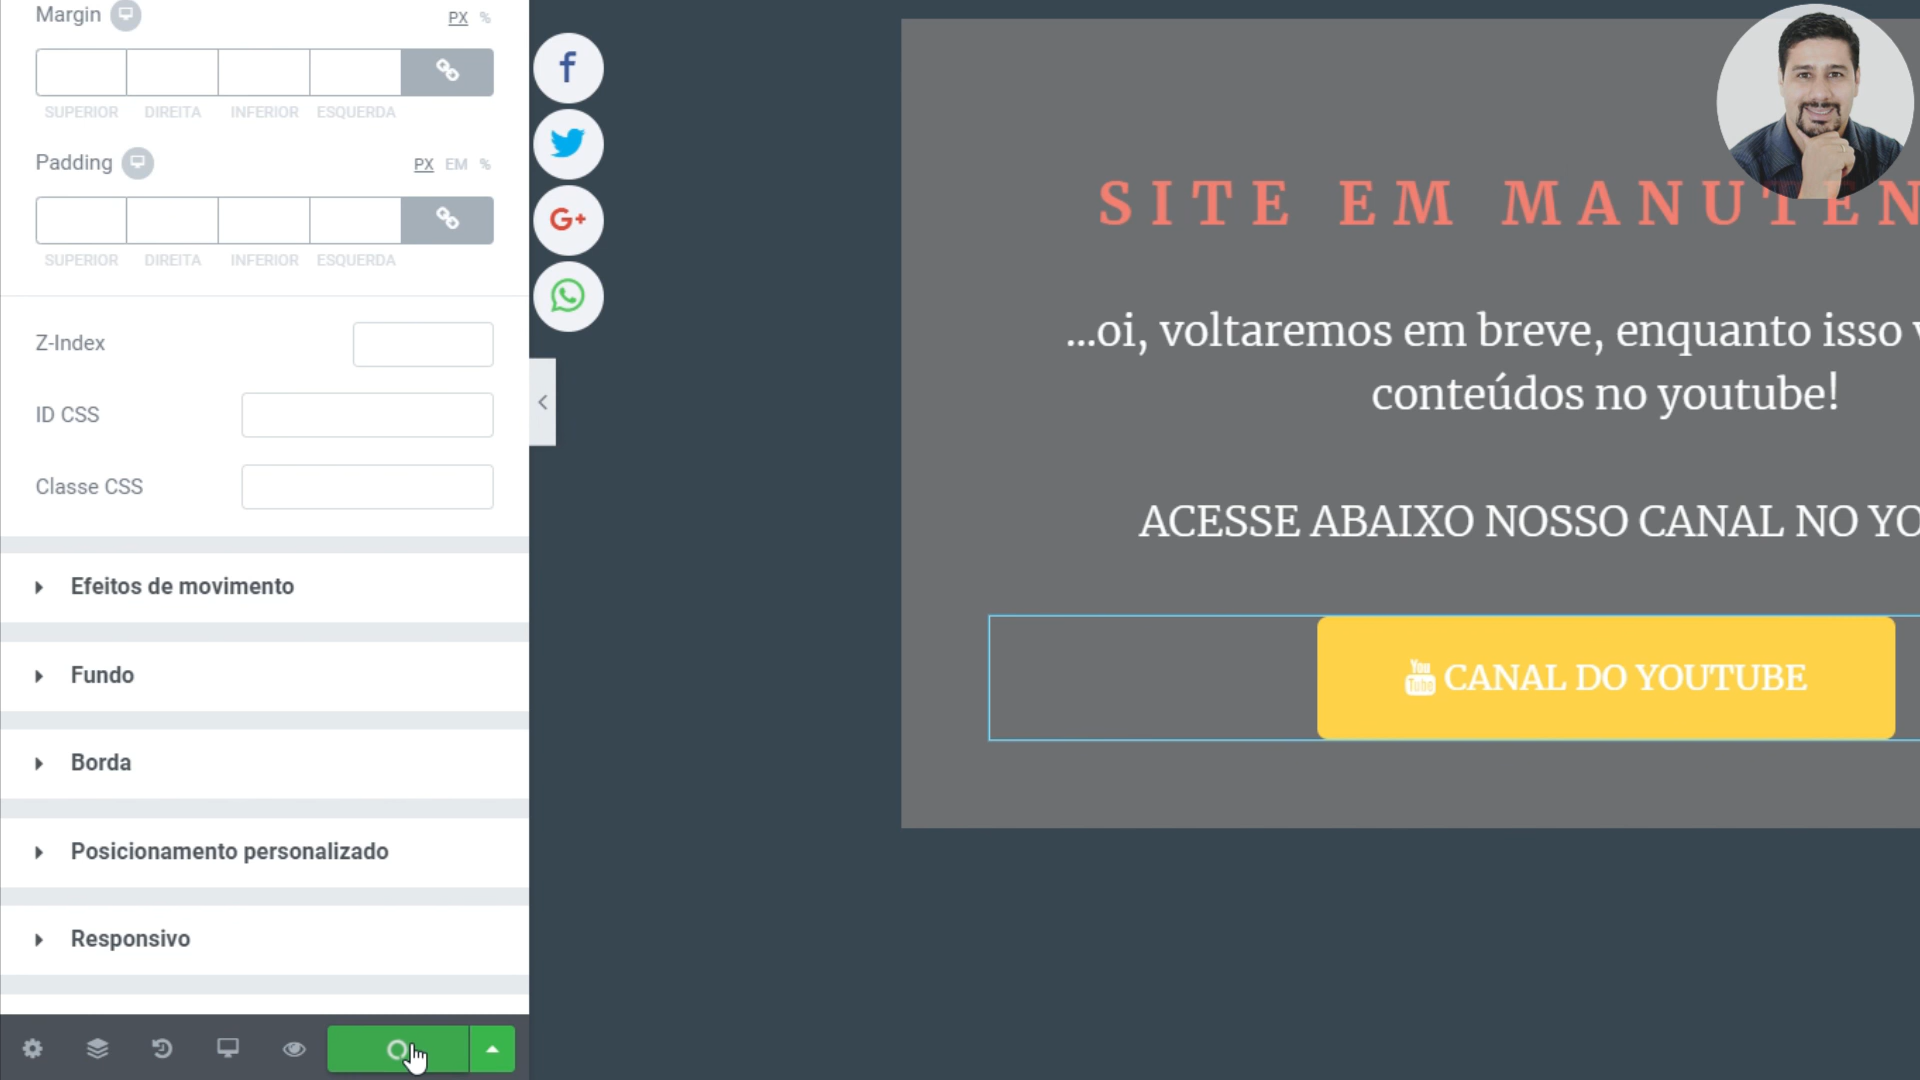 Margin
PX %
SUPERIOR DIREITA INFERIOR ESQUERDA
Padding
PX EM %
SUPERIOR DIREITA INFERIOR ESQUERDA
Z-Index
ID CSS
Classe CSS
Efeitos de movimento
Fundo
Borda
Posicionamento personalizado
Responsivo
f
G+
SITE EM MANUTEN
...oi, voltaremos em breve, enquanto isso v
conteúdos no youtube!
ACESSE ABAIXO NOSSO CANAL NO YO
You Tube CANAL DO YOUTUBE